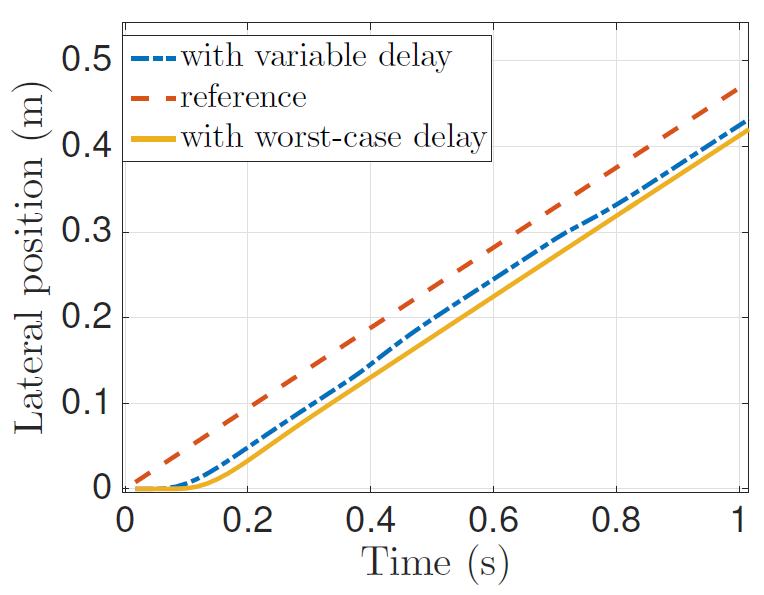 with variable delay
reference
with worst-case delay
Lateral position (m)
0.5
0.4
0.3
0.2
0.1
0
0 0.2 0.4 0.6 0.8 1
Time (s)